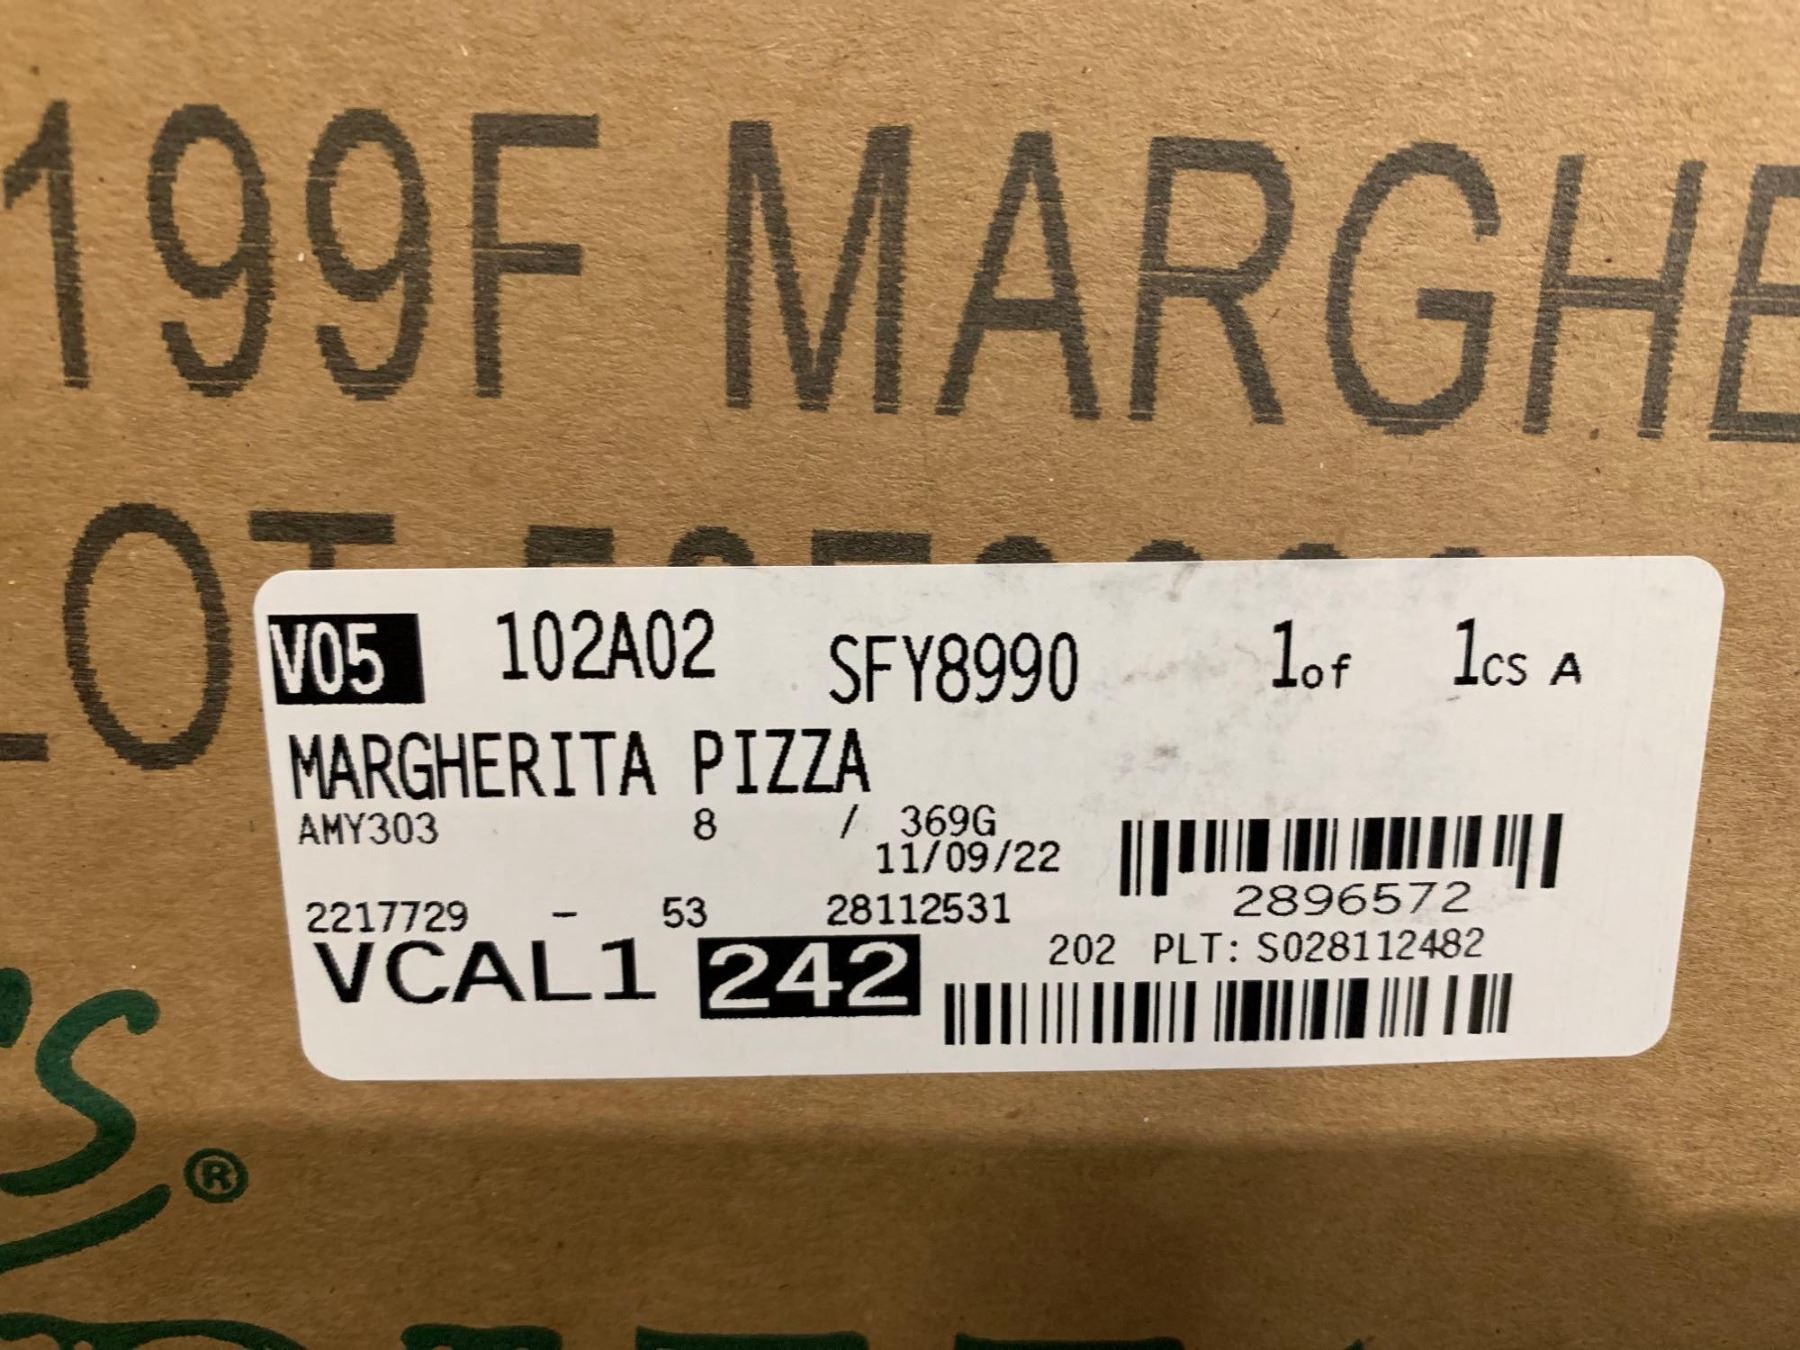 199F MARGHE
LOT
V05 102A02 SFY8990 1of 1CS A
MARGHERITA PIZZA
AMY303 8 / 369G
11/09/22
2217729 - 53 28112531
2896572
VCAL1 242
202 PLT: S028112482
's®